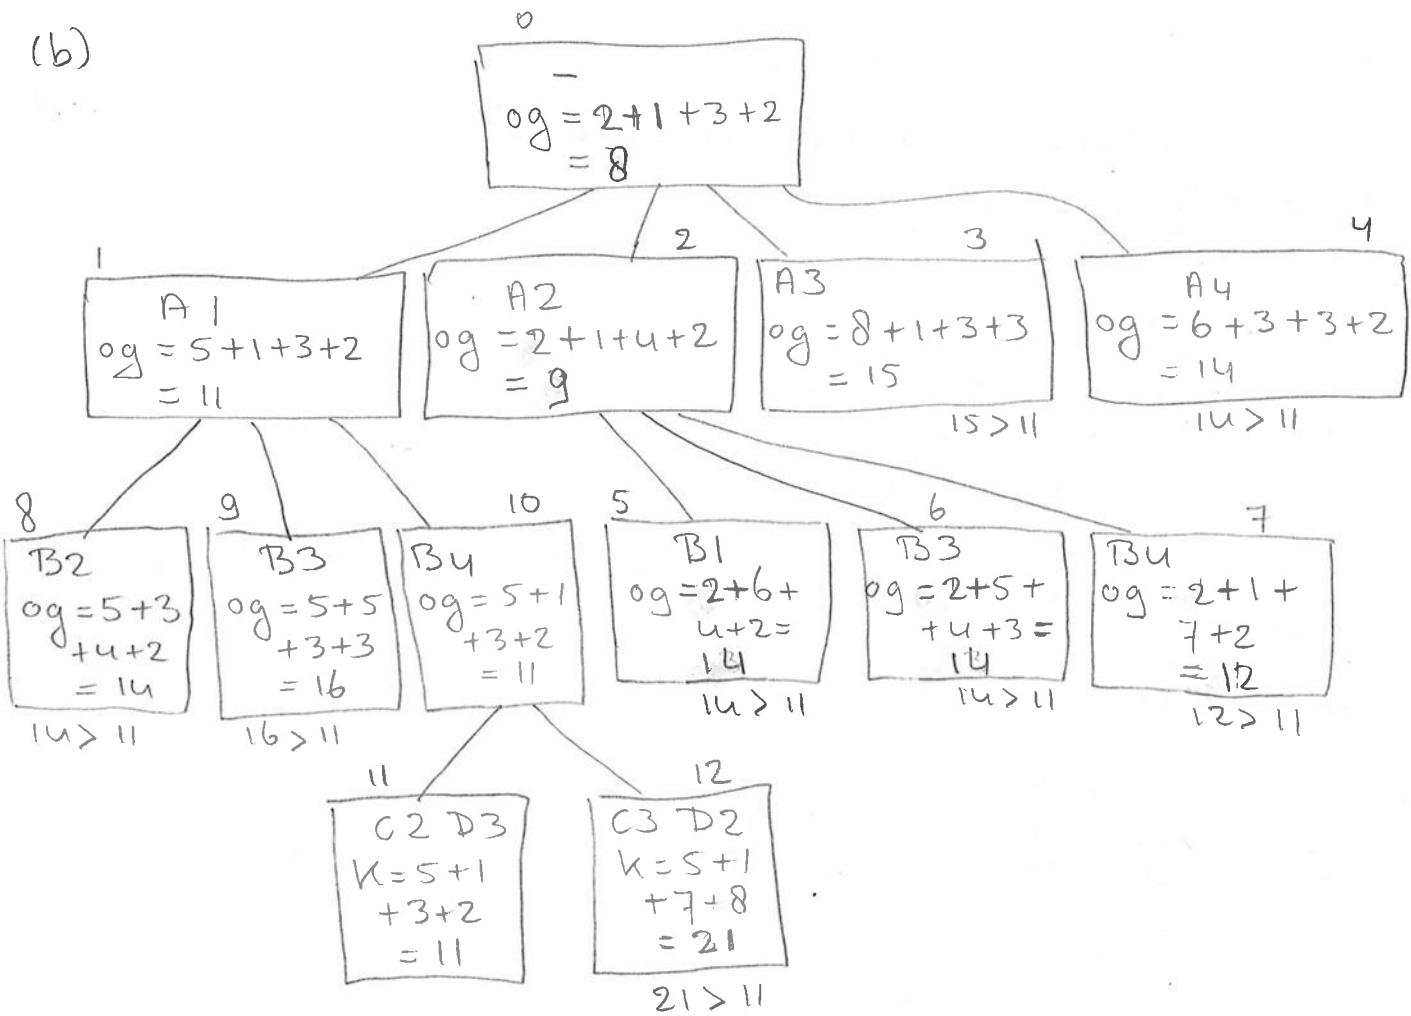 (b)
0
-
og = 2+1+3+2
= 8
1
A1
og = 5+1+3+2
= 11
2
A2
og = 2+1+4+2
= 9
3
A3
og = 8+1+3+3
= 15
15 > 11
4
A4
og = 6+3+3+2
= 14
14 > 11
8
B2
og = 5+3
+4+2
= 14
14 > 11
9
B3
og = 5+5
+3+3
= 16
16 > 11
10
B4
og = 5+1
+3+2
= 11
5
B1
og = 2+6+
4+2 =
14
14 > 11
6
B3
og = 2+5+
+4+3 =
14
14 > 11
7
B4
og = 2+1+
7+2
= 12
12 > 11
11
C2 D3
K = 5+1
+3+2
= 11
12
C3 D2
K = 5+1
+7+8
= 21
21 > 11